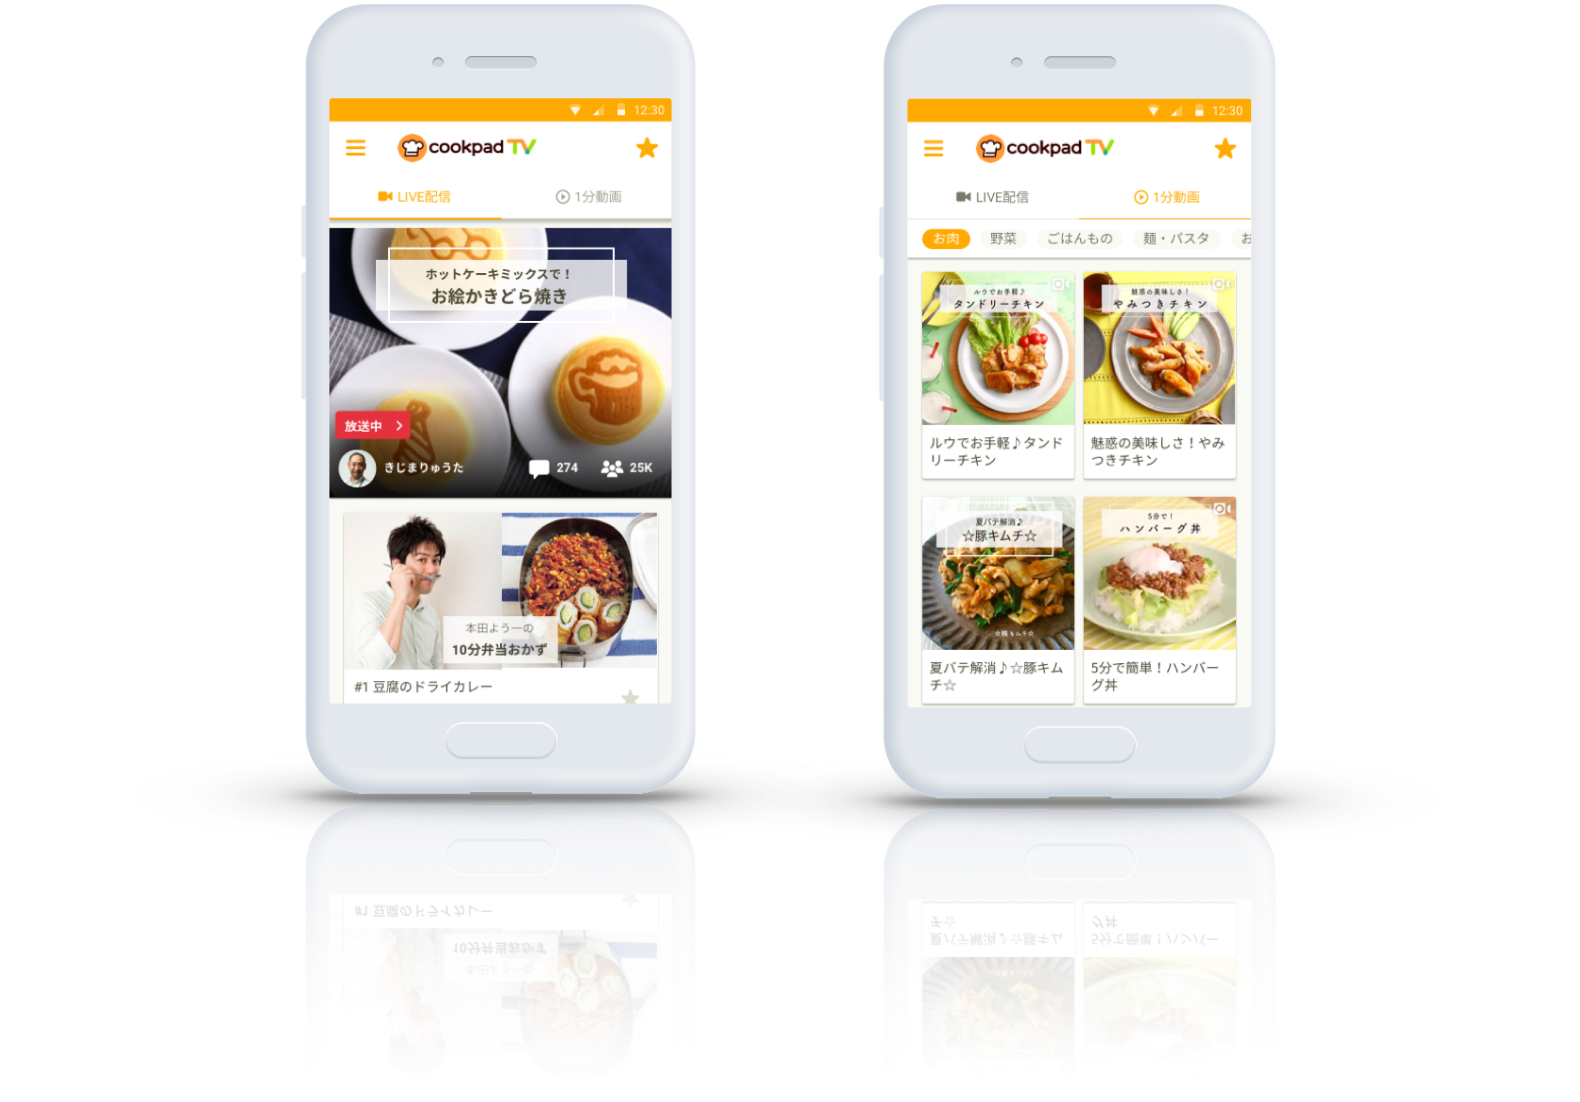 12:30
cookpad TV
LIVE配信
1分動画
ホットケーキミックスで！
お絵かきどら焼き
放送中
きじまりゅうた
274
25K
本田よう一の
10分弁当おかず
#1 豆腐のドライカレー
12:30
cookpad TV
LIVE配信
1分動画
お肉
野菜
ごはんもの
麺・パスタ
お
ルウでお手軽♪
タンドリーチキン
ルウでお手軽♪タンド
リーチキン
魅惑の美味しさ！
やみつきチキン
魅惑の美味しさ！やみ
つきチキン
夏バテ解消♪
☆豚キムチ☆
☆豚キムチ☆
夏バテ解消♪☆豚キム
チ☆
5分で！
ハンバーグ丼
5分で簡単！ハンバー
グ丼